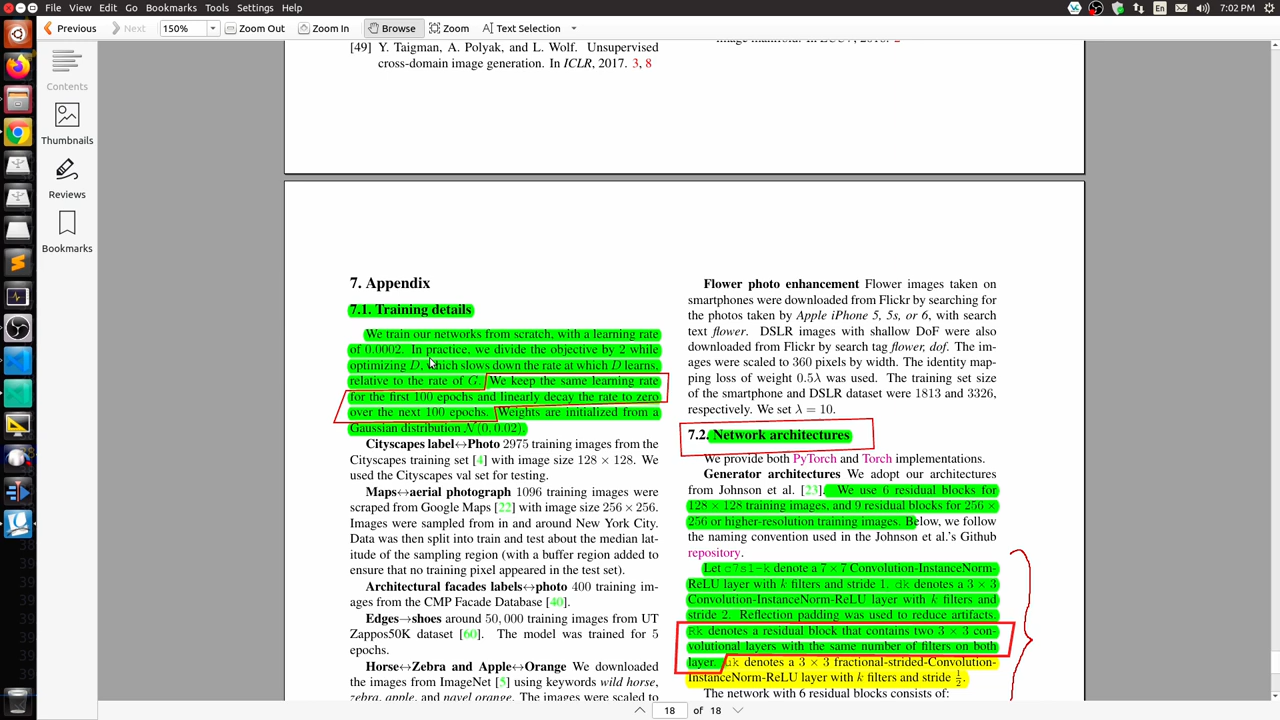 File View Edit Go Bookmarks Tools Settings Help
En 7:02 PM
Previous Next 150% Zoom Out Zoom In Browse Zoom Text Selection
Contents
Thumbnails
Reviews
Bookmarks
[49] Y. Taigman, A. Polyak, and L. Wolf. Unsupervised
cross-domain image generation. In ICLR, 2017. 3, 8
7. Appendix
7.1. Training details
We train our networks from scratch, with a learning rate
of 0.0002. In practice, we divide the objective by 2 while
optimizing D, which slows down the rate at which D learns,
relative to the rate of G. We keep the same learning rate
for the first 100 epochs and linearly decay the rate to zero
over the next 100 epochs. Weights are initialized from a
Gaussian distribution N(0, 0.02).
Cityscapes label↔Photo 2975 training images from the
Cityscapes training set [4] with image size 128 × 128. We
used the Cityscapes val set for testing.
Maps↔aerial photograph 1096 training images were
scraped from Google Maps [22] with image size 256×256.
Images were sampled from in and around New York City.
Data was then split into train and test about the median lat-
itude of the sampling region (with a buffer region added to
ensure that no training pixel appeared in the test set).
Architectural facades labels↔photo 400 training im-
ages from the CMP Facade Database [40].
Edges→shoes around 50,000 training images from UT
Zappos50K dataset [60]. The model was trained for 5
epochs.
Horse↔Zebra and Apple↔Orange We downloaded
the images from ImageNet [5] using keywords wild horse,
zebra, apple, and navel orange. The images were scaled to
Flower photo enhancement Flower images taken on
smartphones were downloaded from Flickr by searching for
the photos taken by Apple iPhone 5, 5s, or 6, with search
text flower. DSLR images with shallow DoF were also
downloaded from Flickr by search tag flower, dof. The im-
ages were scaled to 360 pixels by width. The identity map-
ping loss of weight 0.5λ was used. The training set size
of the smartphone and DSLR dataset were 1813 and 3326,
respectively. We set λ = 10.
7.2. Network architectures
We provide both PyTorch and Torch implementations.
Generator architectures We adopt our architectures
from Johnson et al. [23]. We use 6 residual blocks for
128 × 128 training images, and 9 residual blocks for 256 ×
256 or higher-resolution training images. Below, we follow
the naming convention used in the Johnson et al.'s Github
repository.
Let c7s1-k denote a 7×7 Convolution-InstanceNorm-
ReLU layer with k filters and stride 1. dk denotes a 3 × 3
Convolution-InstanceNorm-ReLU layer with k filters and
stride 2. Reflection padding was used to reduce artifacts.
Rk denotes a residual block that contains two 3 × 3 con-
volutional layers with the same number of filters on both
layer. uk denotes a 3 × 3 fractional-strided-Convolution-
InstanceNorm-ReLU layer with k filters and stride ½.
The network with 6 residual blocks consists of:
18 of 18